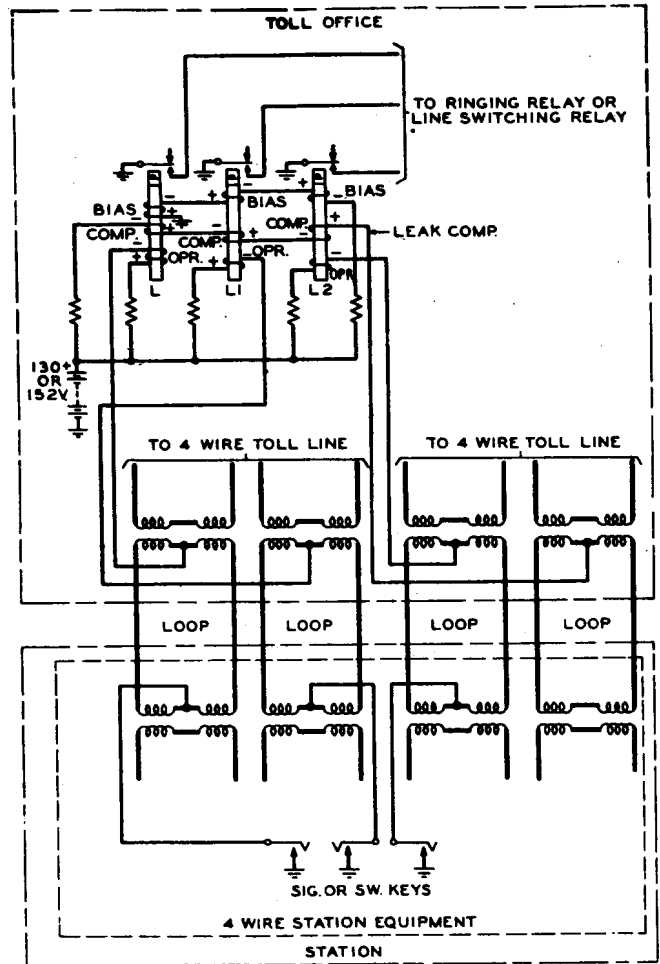 TOLL OFFICE
TO RINGING RELAY OR
LINE SWITCHING RELAY
- + - + - BIAS
BIAS + BIAS +
- + COMP.
COMP. COMP. + - LEAK COMP.
- - OPR. -
+ OPR. + OPR.
L L1 L2
130+
OR
152V.
TO 4 WIRE TOLL LINE TO 4 WIRE TOLL LINE
LOOP LOOP LOOP LOOP
SIG. OR SW. KEYS
4 WIRE STATION EQUIPMENT
STATION